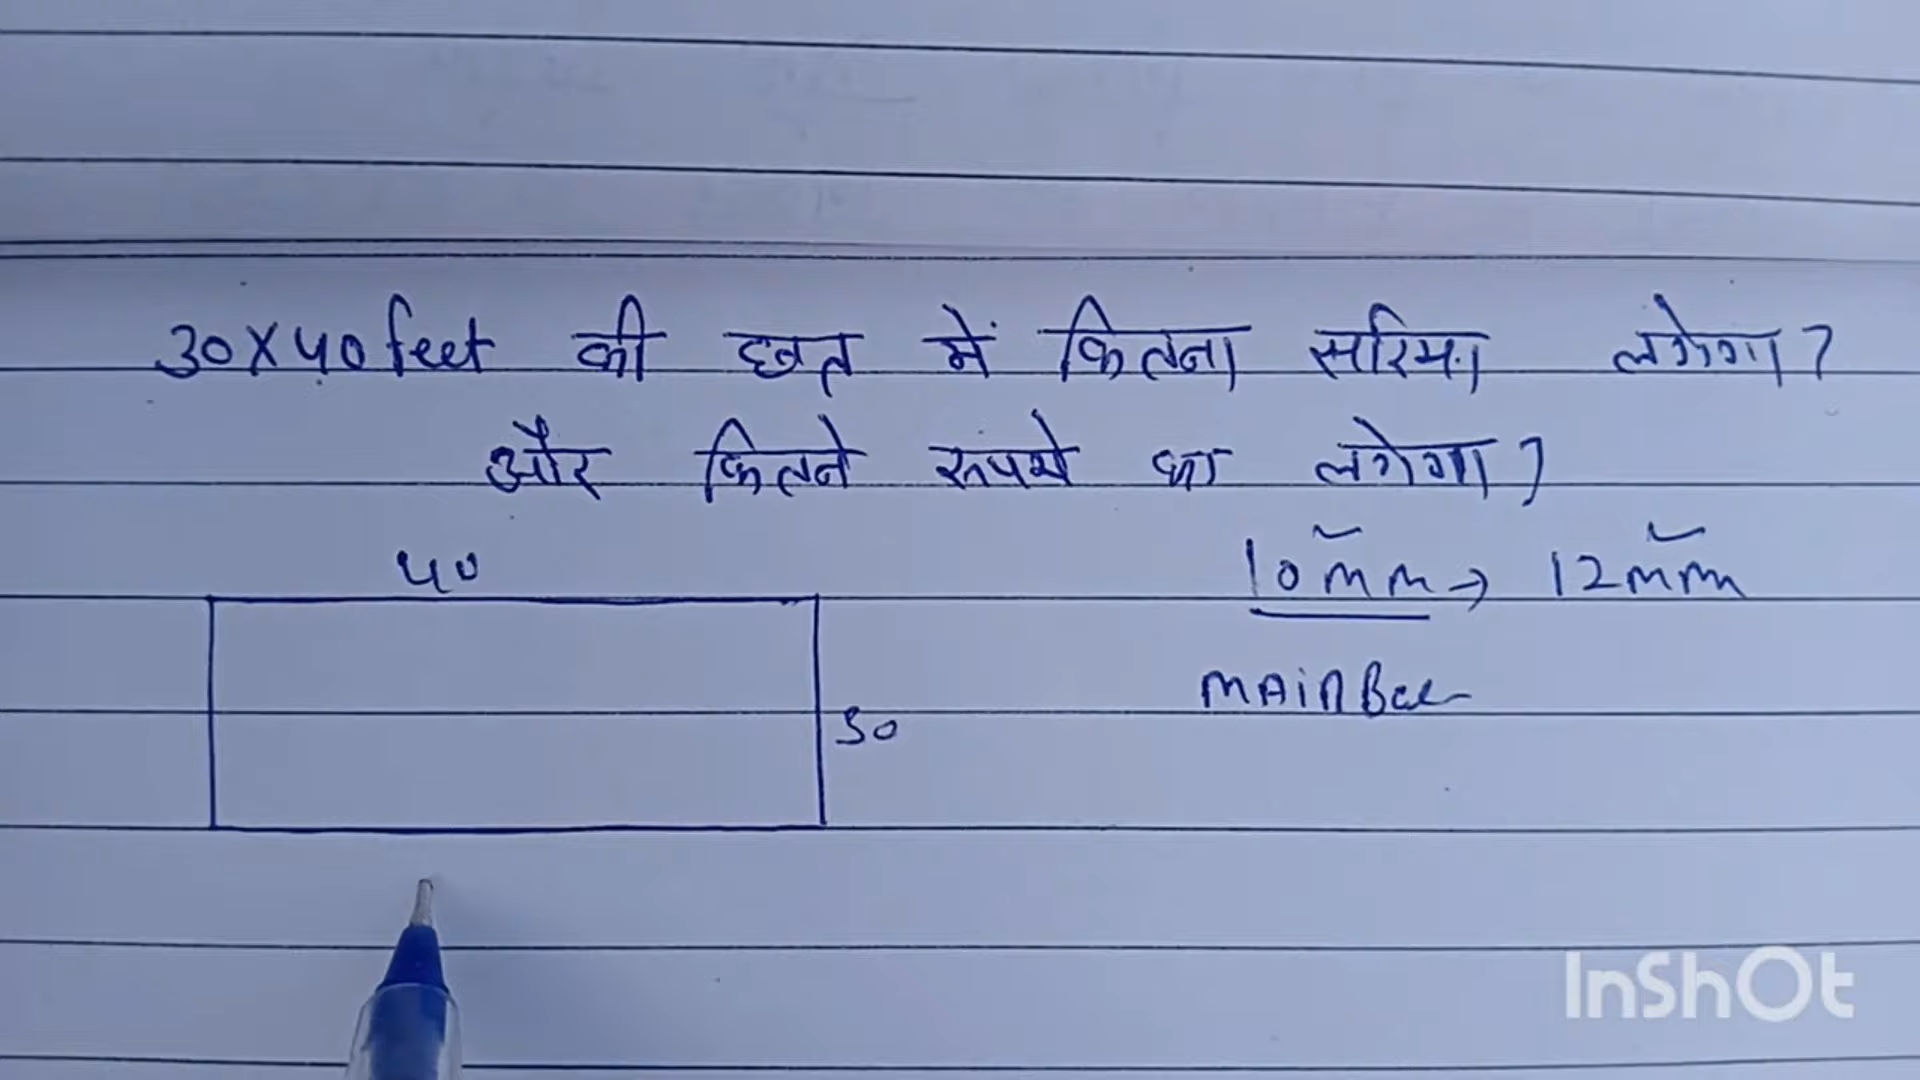 30x40 feet की छत में कितना सरिया लगेगा?
और कितने रूपये का लगेगा?
40
10mm → 12mm
MAIN Bar
30
InShOt